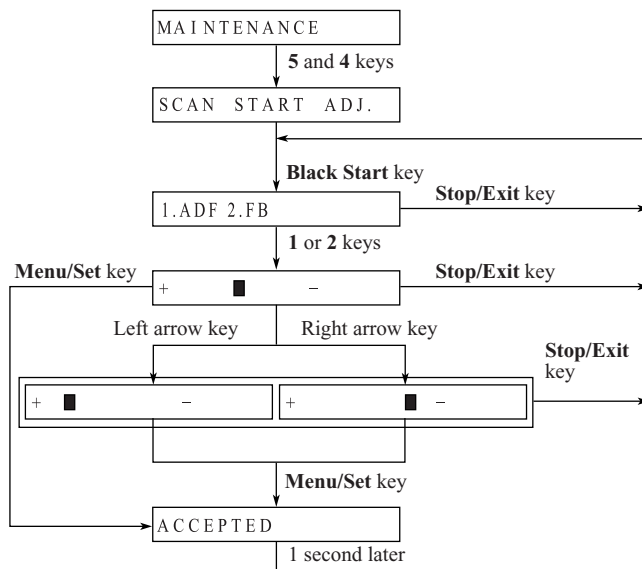 MAINTENANCE
5 and 4 keys
SCAN START ADJ.
Black Start key
1.ADF 2.FB
Stop/Exit key
1 or 2 keys
Menu/Set key
+ ■ –
Stop/Exit key
Left arrow key
Right arrow key
Stop/Exit
key
+ ■ –
+ ■ –
Menu/Set key
ACCEPTED
1 second later